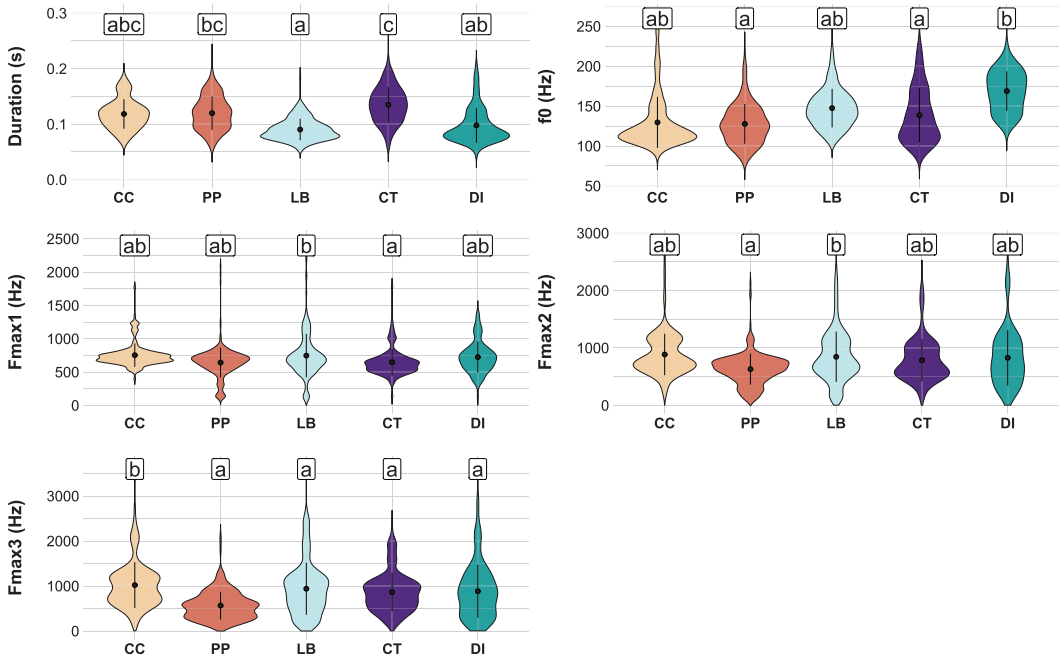 Duration (s)
0.3
0.2
0.1
0.0
abc bc a c ab
CC PP LB CT DI
f0 (Hz)
250
200
150
100
50
ab a ab a b
CC PP LB CT DI
Fmax1 (Hz)
2500
2000
1500
1000
500
0
ab ab b a ab
CC PP LB CT DI
Fmax2 (Hz)
3000
2000
1000
0
ab a b ab ab
CC PP LB CT DI
Fmax3 (Hz)
3000
2000
1000
0
b a a a a
CC PP LB CT DI